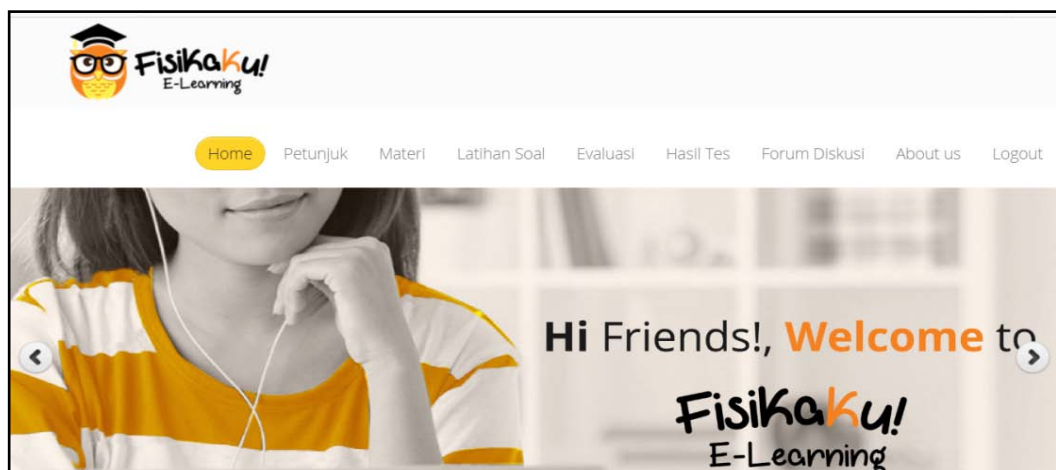 FisiKaKu!
E-Learning
Home Petunjuk Materi Latihan Soal Evaluasi Hasil Tes Forum Diskusi About us Logout
Hi Friends!, Welcome to
FisiKaKu!
E-Learning